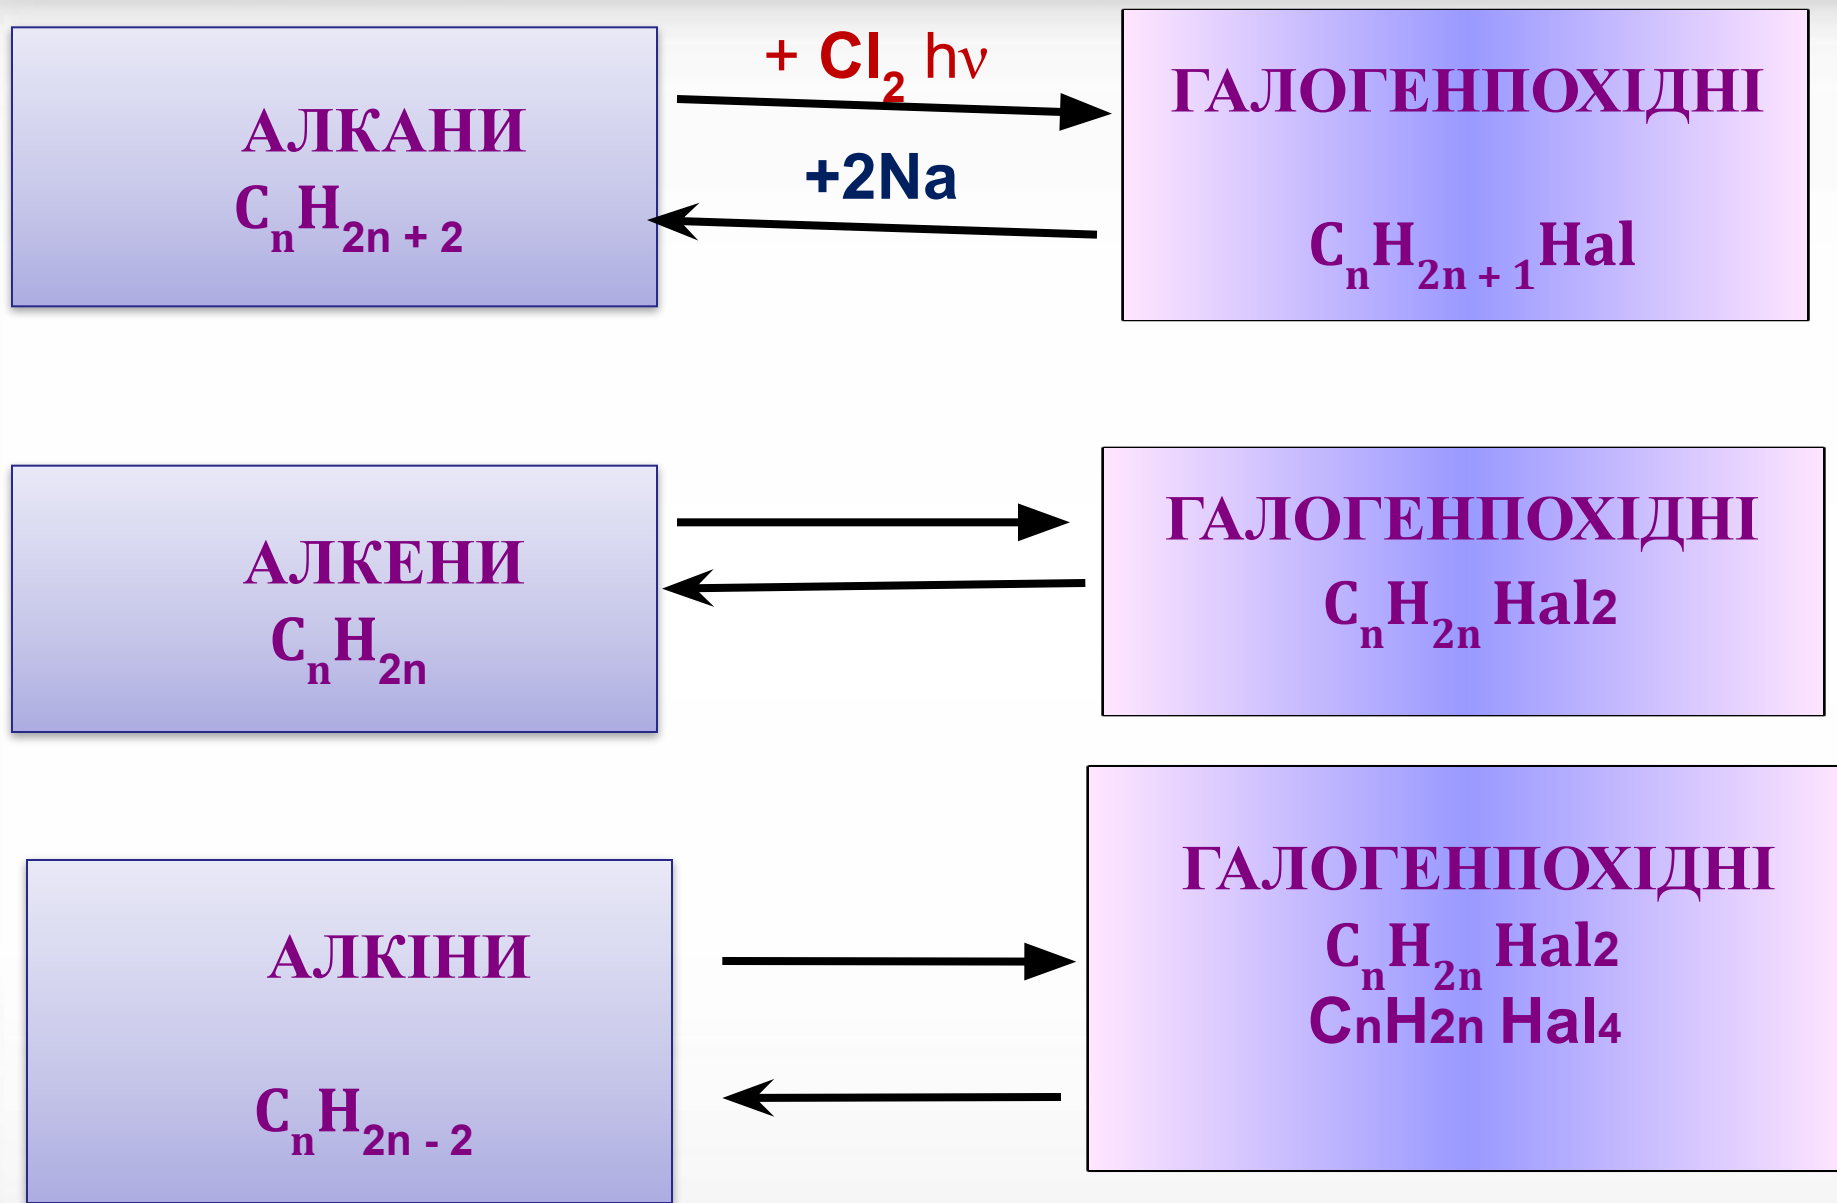 АЛКАНИ
CnH2n + 2
+ Cl2 hν
+2Na
ГАЛОГЕНПОХІДНІ
CnH2n + 1Hal
АЛКЕНИ
CnH2n
ГАЛОГЕНПОХІДНІ
CnH2n Hal2
АЛКІНИ
CnH2n - 2
ГАЛОГЕНПОХІДНІ
CnH2n Hal2
CnH2n Hal4